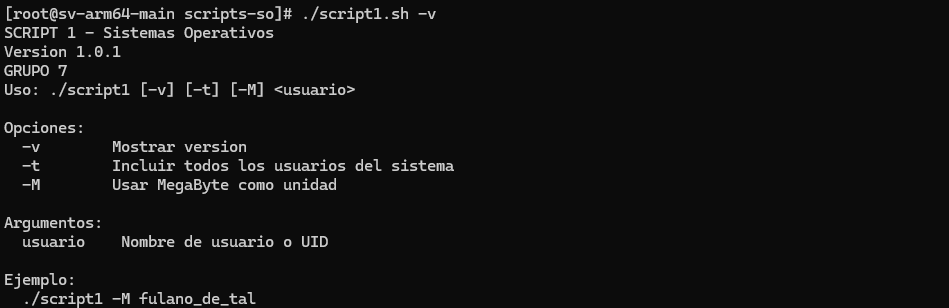 [root@sv-arm64-main scripts-so]# ./script1.sh -v
SCRIPT 1 - Sistemas Operativos
Version 1.0.1
GRUPO 7
Uso: ./script1 [-v] [-t] [-M] <usuario>

Opciones:
  -v        Mostrar version
  -t        Incluir todos los usuarios del sistema
  -M        Usar MegaByte como unidad

Argumentos:
  usuario    Nombre de usuario o UID

Ejemplo:
  ./script1 -M fulano_de_tal